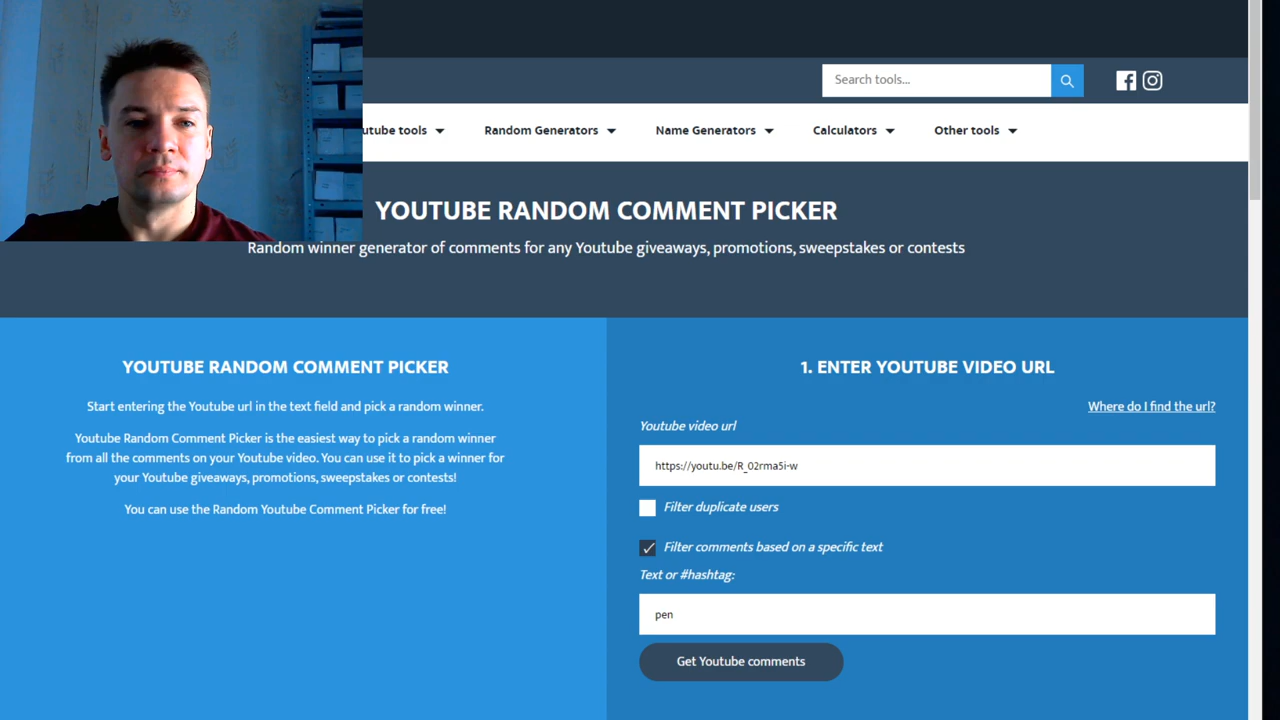 Search tools...
utube tools
Random Generators
Name Generators
Calculators
Other tools
YOUTUBE RANDOM COMMENT PICKER
Random winner generator of comments for any Youtube giveaways, promotions, sweepstakes or contests
YOUTUBE RANDOM COMMENT PICKER
Start entering the Youtube url in the text field and pick a random winner.
Youtube Random Comment Picker is the easiest way to pick a random winner
from all the comments on your Youtube video. You can use it to pick a winner for
your Youtube giveaways, promotions, sweepstakes or contests!
You can use the Random Youtube Comment Picker for free!
1. ENTER YOUTUBE VIDEO URL
Where do I find the url?
Youtube video url
https://youtu.be/R_02rma5i-w
Filter duplicate users
Filter comments based on a specific text
Text or #hashtag:
pen
Get Youtube comments